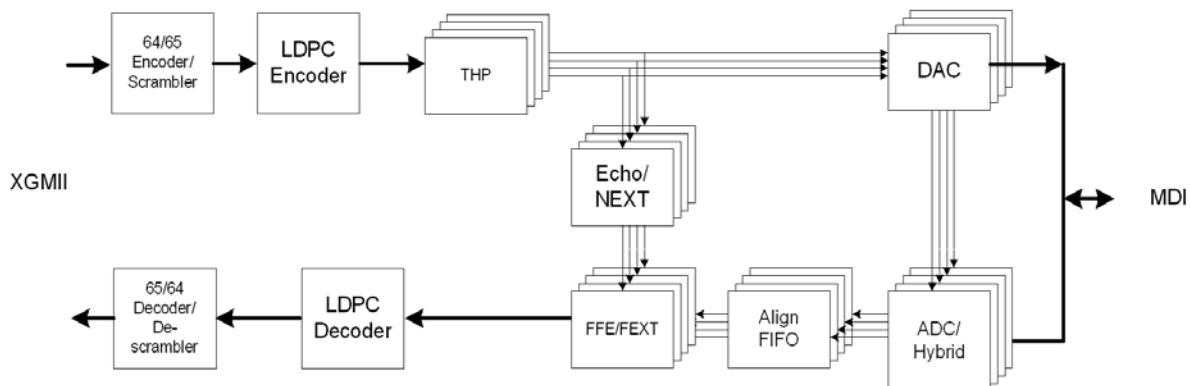 64/65
Encoder/
Scrambler
LDPC
Encoder
THP
DAC
Echo/
NEXT
XGMII
MDI
65/64
Decoder/
De-
scrambler
LDPC
Decoder
FFE/FEXT
Align
FIFO
ADC/
Hybrid